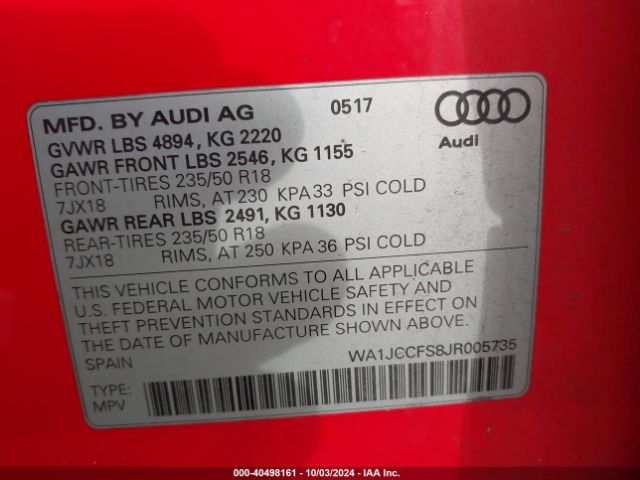 MFD. BY AUDI AG 0517
GVWR LBS 4894, KG 2220
GAWR FRONT LBS 2546, KG 1155
FRONT-TIRES 235/50 R18
7JX18 RIMS, AT 230 KPA 33 PSI COLD
GAWR REAR LBS 2491, KG 1130
REAR-TIRES 235/50 R18
7JX18 RIMS, AT 250 KPA 36 PSI COLD
Audi
THIS VEHICLE CONFORMS TO ALL APPLICABLE
U.S. FEDERAL MOTOR VEHICLE SAFETY AND
THEFT PREVENTION STANDARDS IN EFFECT ON
THE DATE OF MANUFACTURE SHOWN ABOVE.
SPAIN WA1JCCFS8JR005735
TYPE:
MPV
000-40498161 - 10/03/2024 - IAA Inc.